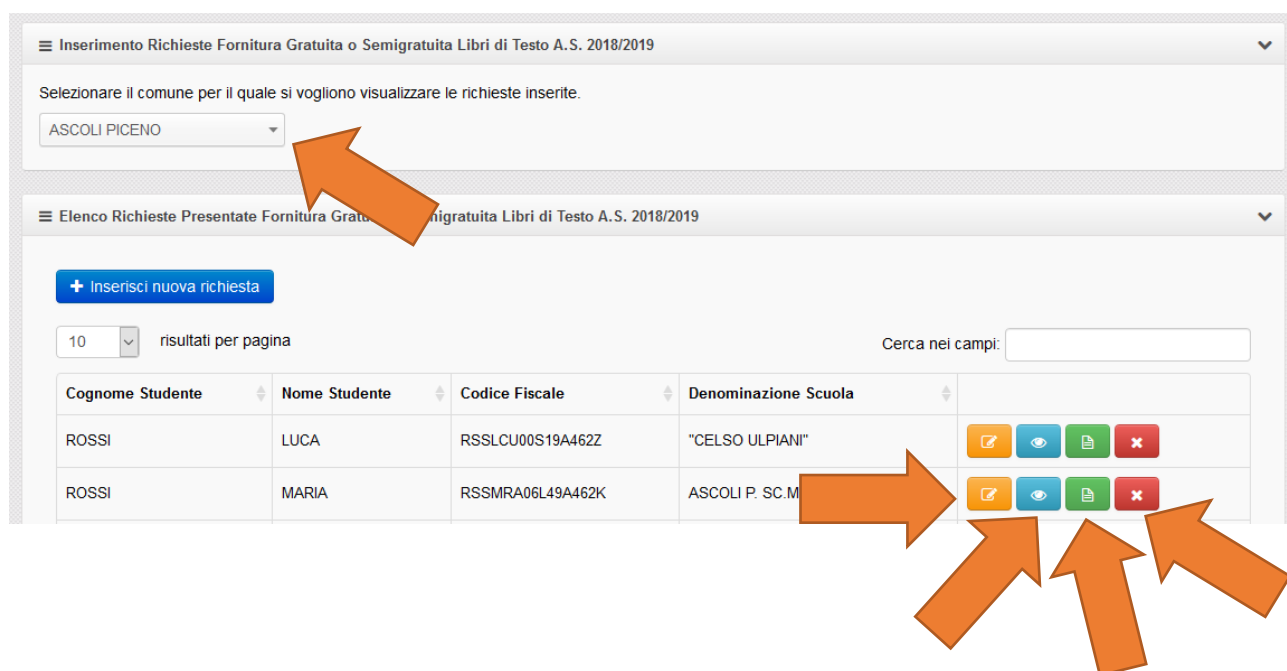 Inserimento Richieste Fornitura Gratuita o Semigratuita Libri di Testo A.S. 2018/2019
Selezionare il comune per il quale si vogliono visualizzare le richieste inserite.
ASCOLI PICENO
Elenco Richieste Presentate Fornitura Semigratuita Libri di Testo A.S. 2018/2019
Inserisci nuova richiesta
10 risultati per pagina Cerca nei campi:
Cognome Studente Nome Studente Codice Fiscale Denominazione Scuola
ROSSI LUCA RSSLCU00S19A462Z "CELSO ULPIANI"
ROSSI MARIA RSSMRA06L49A462K ASCOLI P. SC.M